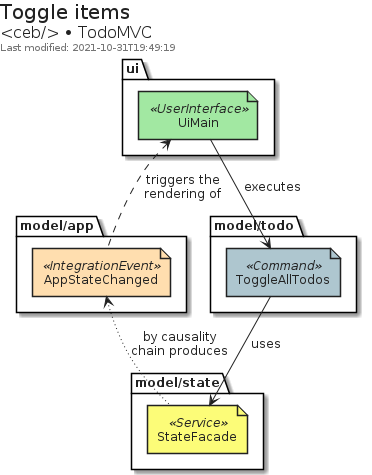 Toggle items
<ceb/> • TodoMVC
Last modified: 2021-10-31T19:49:19
ui
«UserInterface»
UiMain
triggers the
rendering of
executes
model/app
«IntegrationEvent»
AppStateChanged
model/todo
«Command»
ToggleAllTodos
by causality
chain produces
uses
model/state
«Service»
StateFacade